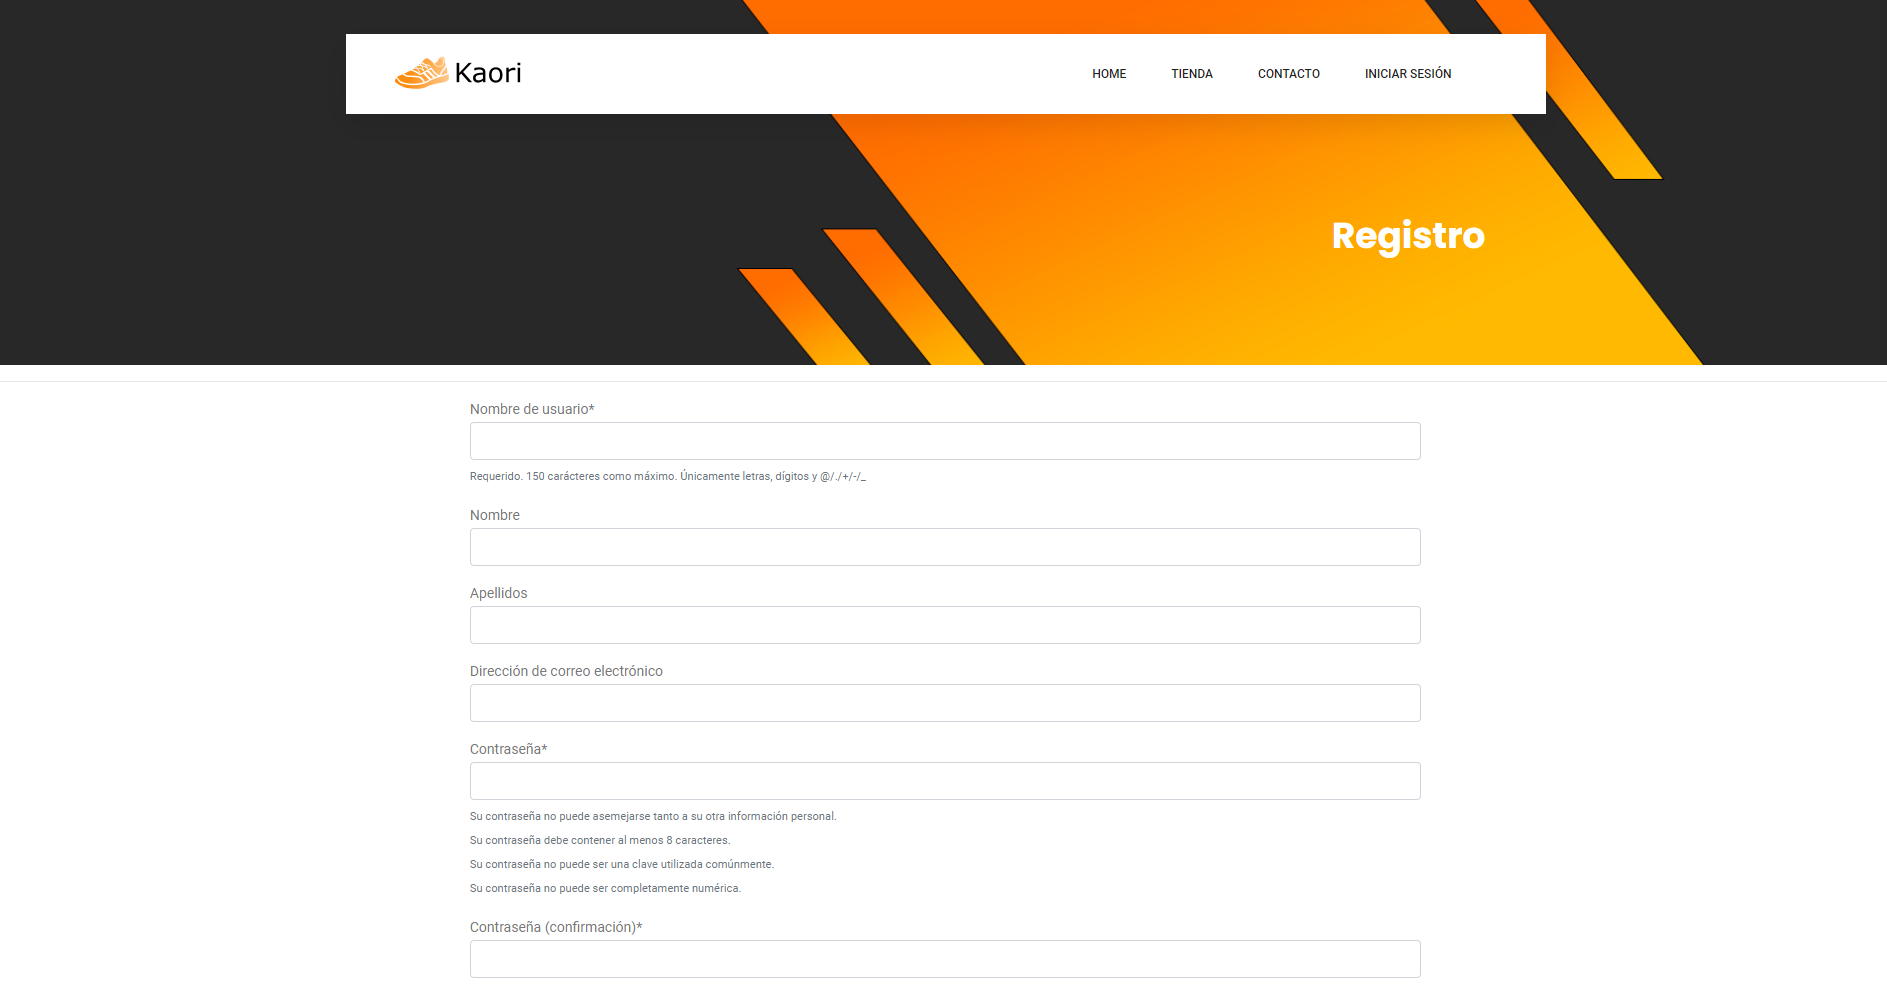 Kaori
HOME TIENDA CONTACTO INICIAR SESIÓN
Registro
Nombre de usuario*
Requerido. 150 carácteres como máximo. Únicamente letras, dígitos y @/./+/-/_
Nombre
Apellidos
Dirección de correo electrónico
Contraseña*
Su contraseña no puede asemejarse tanto a su otra información personal.
Su contraseña debe contener al menos 8 caracteres.
Su contraseña no puede ser una clave utilizada comúnmente.
Su contraseña no puede ser completamente numérica.
Contraseña (confirmación)*